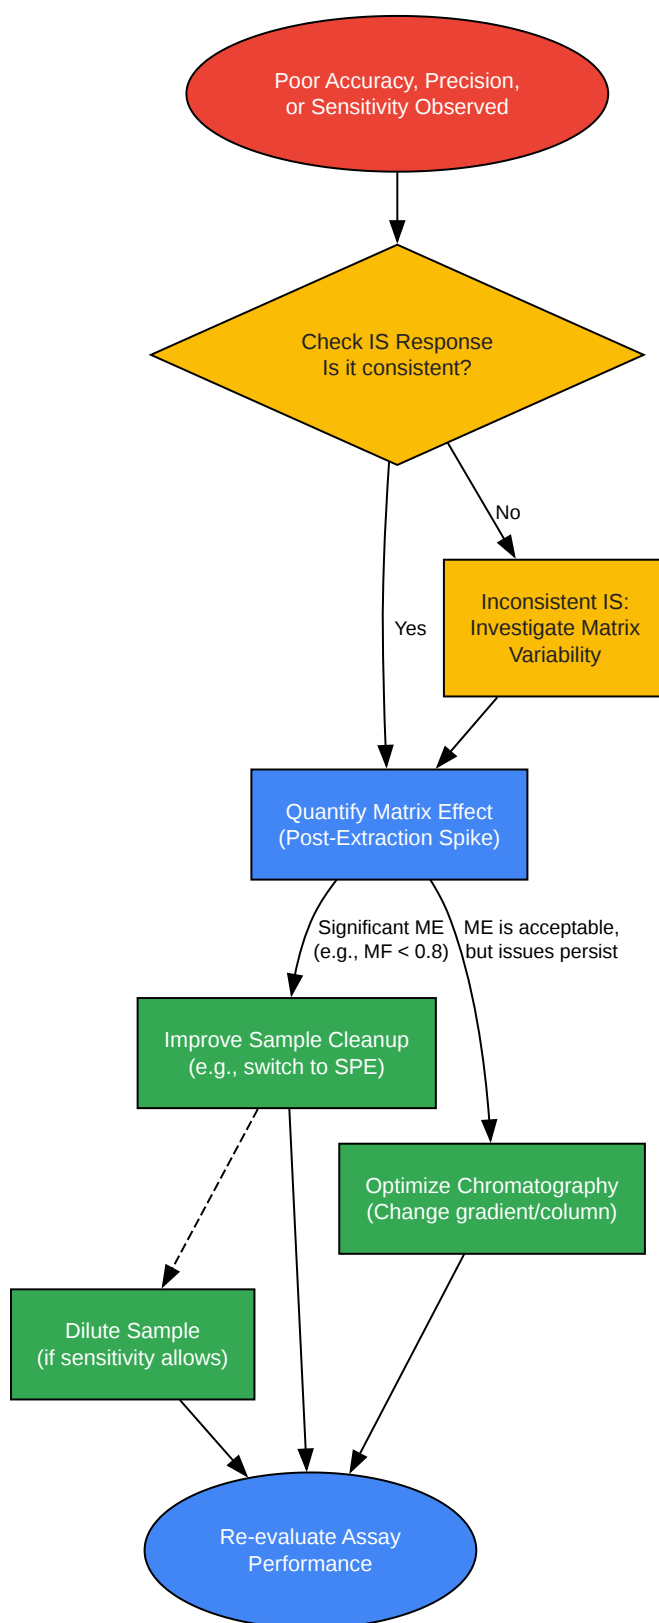 Poor Accuracy, Precision,
or Sensitivity Observed
Check IS Response
Is it consistent?
No
Inconsistent IS:
Investigate Matrix
Variability
Yes
Quantify Matrix Effect
(Post-Extraction Spike)
Significant ME
(e.g., MF < 0.8)
ME is acceptable,
but issues persist
Improve Sample Cleanup
(e.g., switch to SPE)
Optimize Chromatography
(Change gradient/column)
Dilute Sample
(if sensitivity allows)
Re-evaluate Assay
Performance